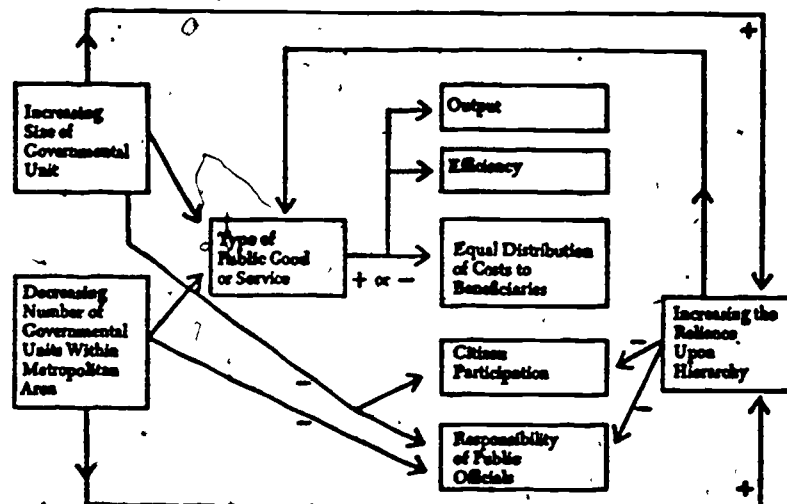 +
Increasing
Size of
Governmental
Unit
Output
Efficiency
Type of
Public Good
or Service
+ or -
Equal Distribution
of Costs to
Beneficiaries
Decreasing
Number of
Governmental
Units Within
Metropolitan
Area
Increasing the
Reliance
Upon
Hierarchy
-
Citizen
Participation
-
-
-
Responsibility
of Public
Officials
+